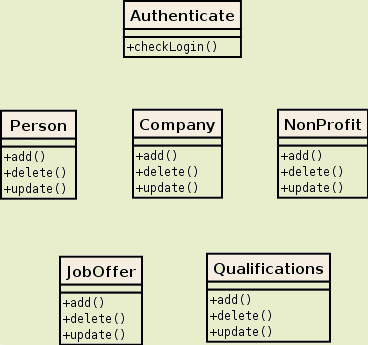 Authenticate
+checkLogin()
Person
+add()
+delete()
+update()
Company
+add()
+delete()
+update()
NonProfit
+add()
+delete()
+update()
JobOffer
+add()
+delete()
+update()
Qualifications
+add()
+delete()
+update()